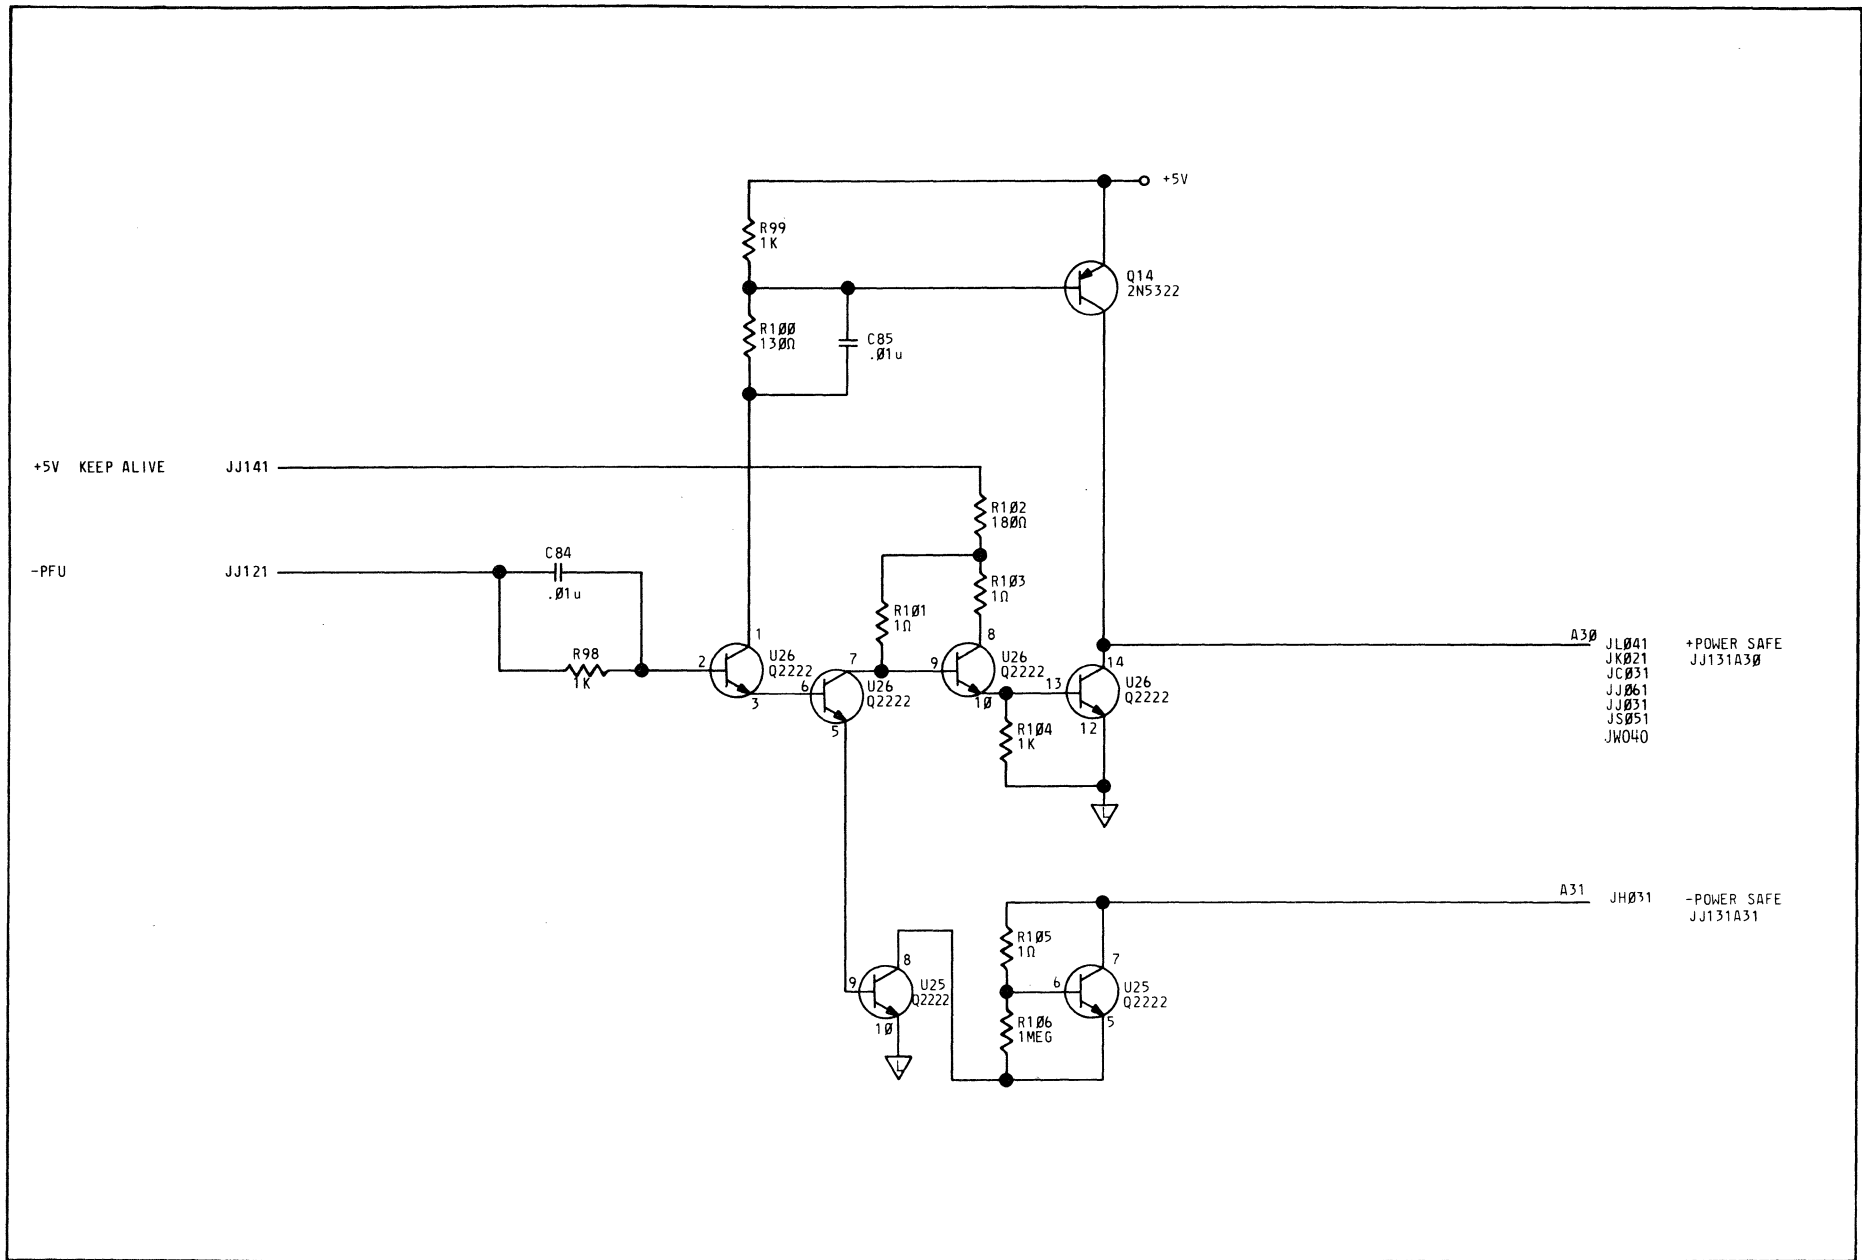 +5V
R99
1K
Q14
2N5322
R1ØØ
13ØΩ
C85
.Ø1u
+5V KEEP ALIVE JJ141
R1Ø2
18ØΩ
-PFU JJ121
C84
.Ø1u
R1Ø3
1Ω
R1Ø1
1Ω
R98
1K
1
2
U26
Q2222
3
7
6
U26
Q2222
5
8
9
U26
Q2222
1Ø
14
13
U26
Q2222
12
R1Ø4
1K
L
A3Ø
JLØ41 +POWER SAFE
JKØ21 JJ131A3Ø
JCØ31
JJØ61
JJØ31
JSØ51
JW040
A31 JHØ31 -POWER SAFE
JJ131A31
R1Ø5
1Ω
8
9
U25
Q2222
1Ø
L
7
6
U25
Q2222
5
R1Ø6
1MEG